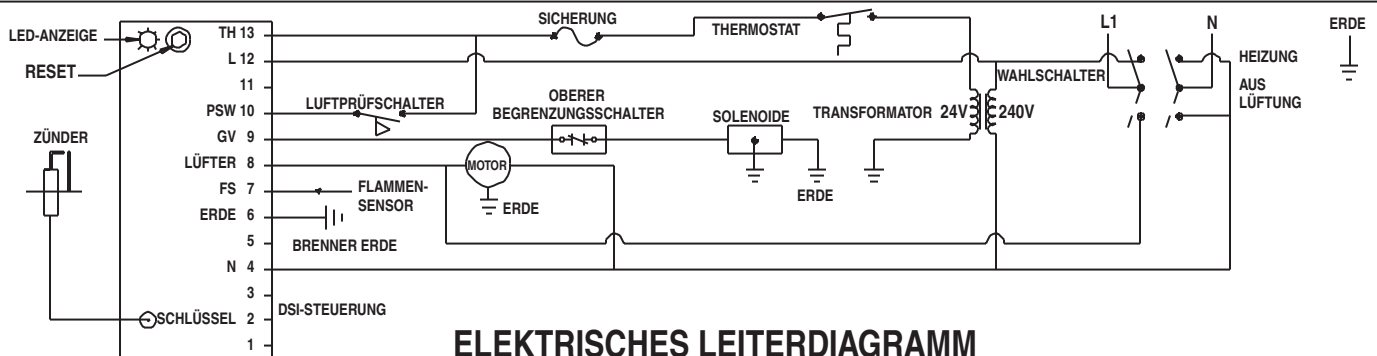 LED-ANZEIGE
RESET
ZÜNDER
TH 13
L 12
11
PSW 10
GV 9
LÜFTER 8
FS 7
ERDE 6
5
N 4
3
SCHLÜSSEL 2
1
DSI-STEUERUNG
SICHERUNG
THERMOSTAT
LUFTPRÜFSCHALTER
OBERER
BEGRENZUNGSSCHALTER
SOLENOIDE
ERDE
MOTOR
ERDE
FLAMMEN-
SENSOR
BRENNER ERDE
TRANSFORMATOR 24V
240V
WAHLSCHALTER
L1
N
HEIZUNG
AUS
LÜFTUNG
ERDE
ELEKTRISCHES LEITERDIAGRAMM